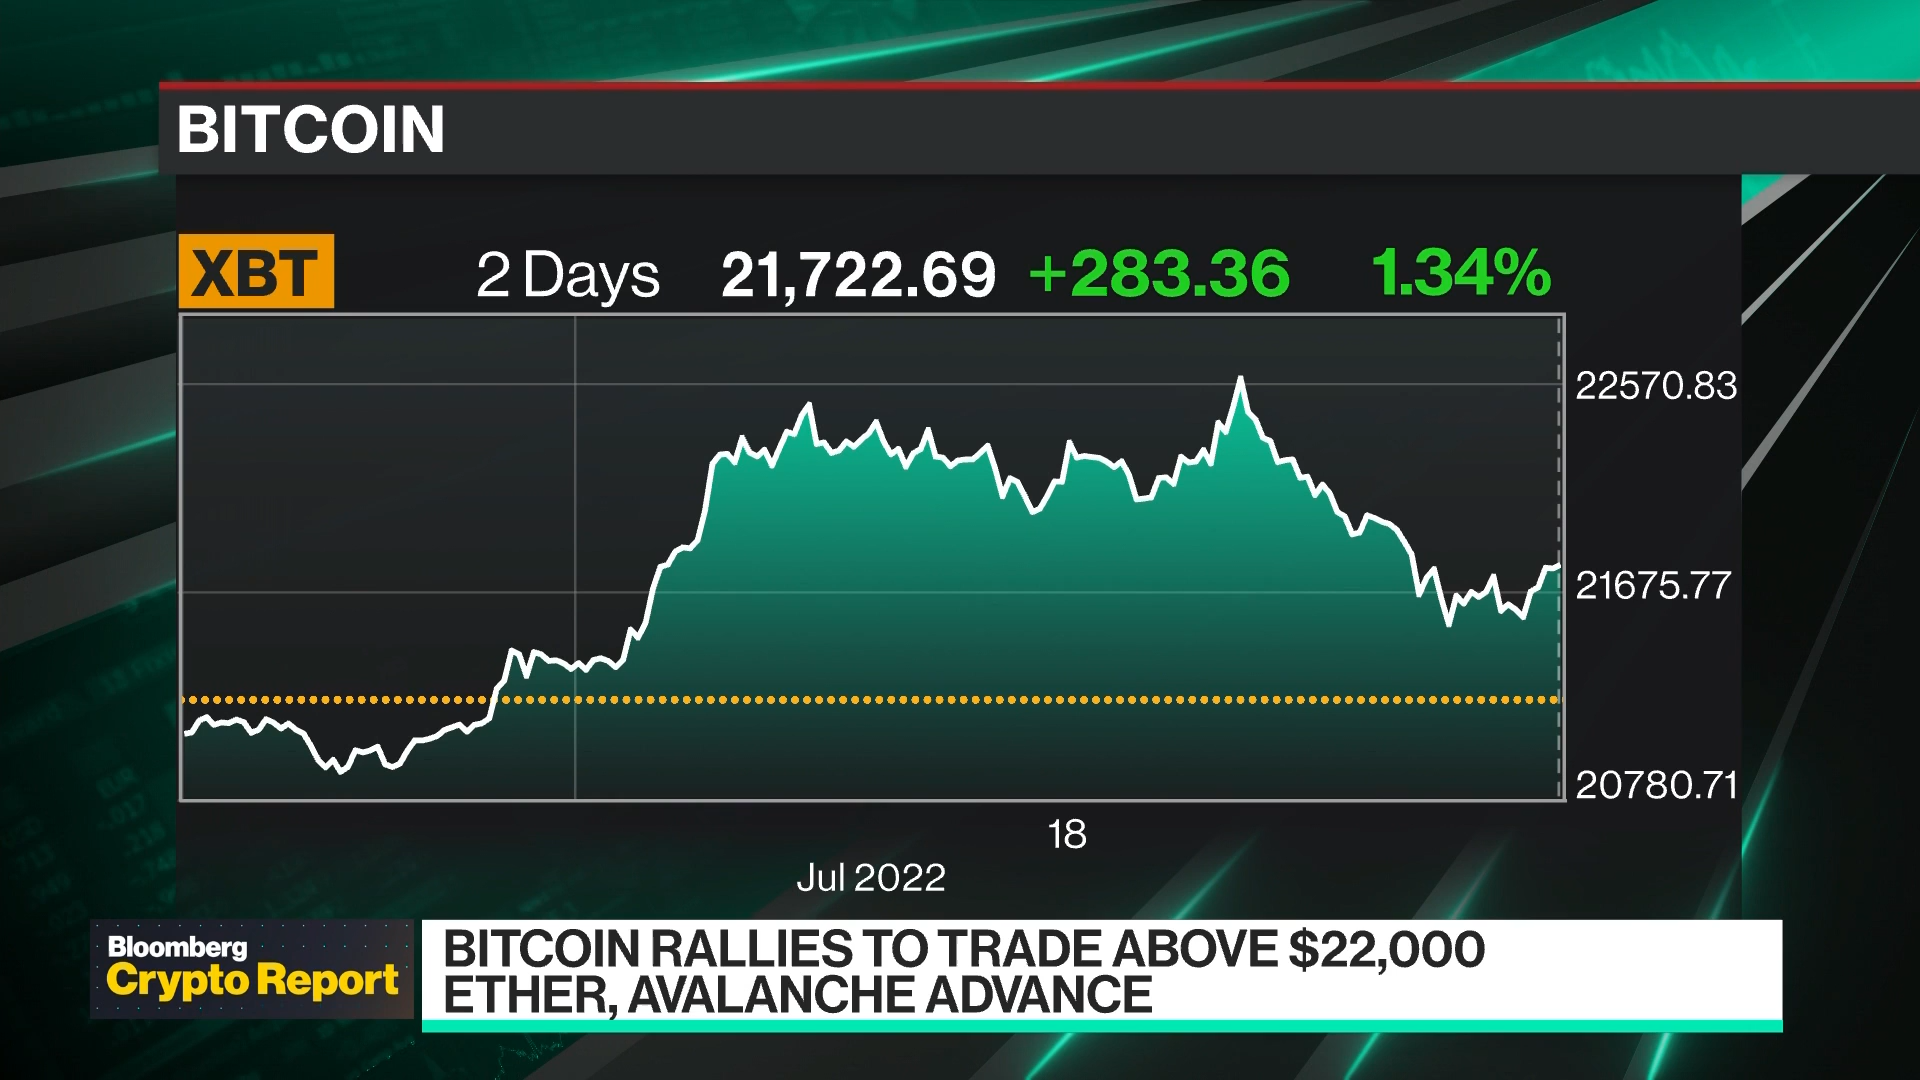 BITCOIN
XBT 2 Days 21,722.69 +283.36 1.34%
22570.83
21675.77
20780.71
18
Jul 2022
Bloomberg
Crypto Report
BITCOIN RALLIES TO TRADE ABOVE $22,000
ETHER, AVALANCHE ADVANCE